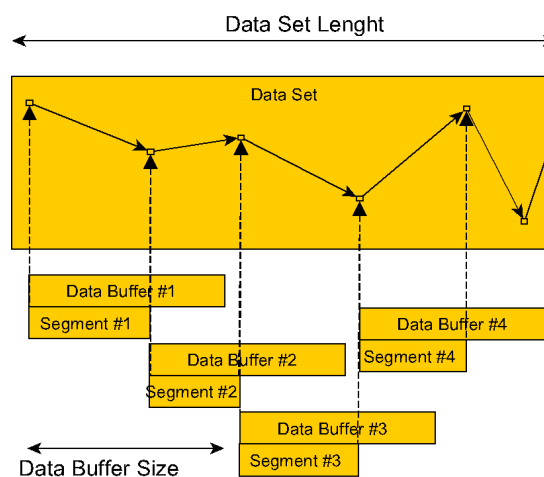 Data Set Lenght
Data Set
Data Buffer #1
Segment #1
Data Buffer #4
Segment #4
Data Buffer #2
Segment #2
Data Buffer #3
Segment #3
Data Buffer Size